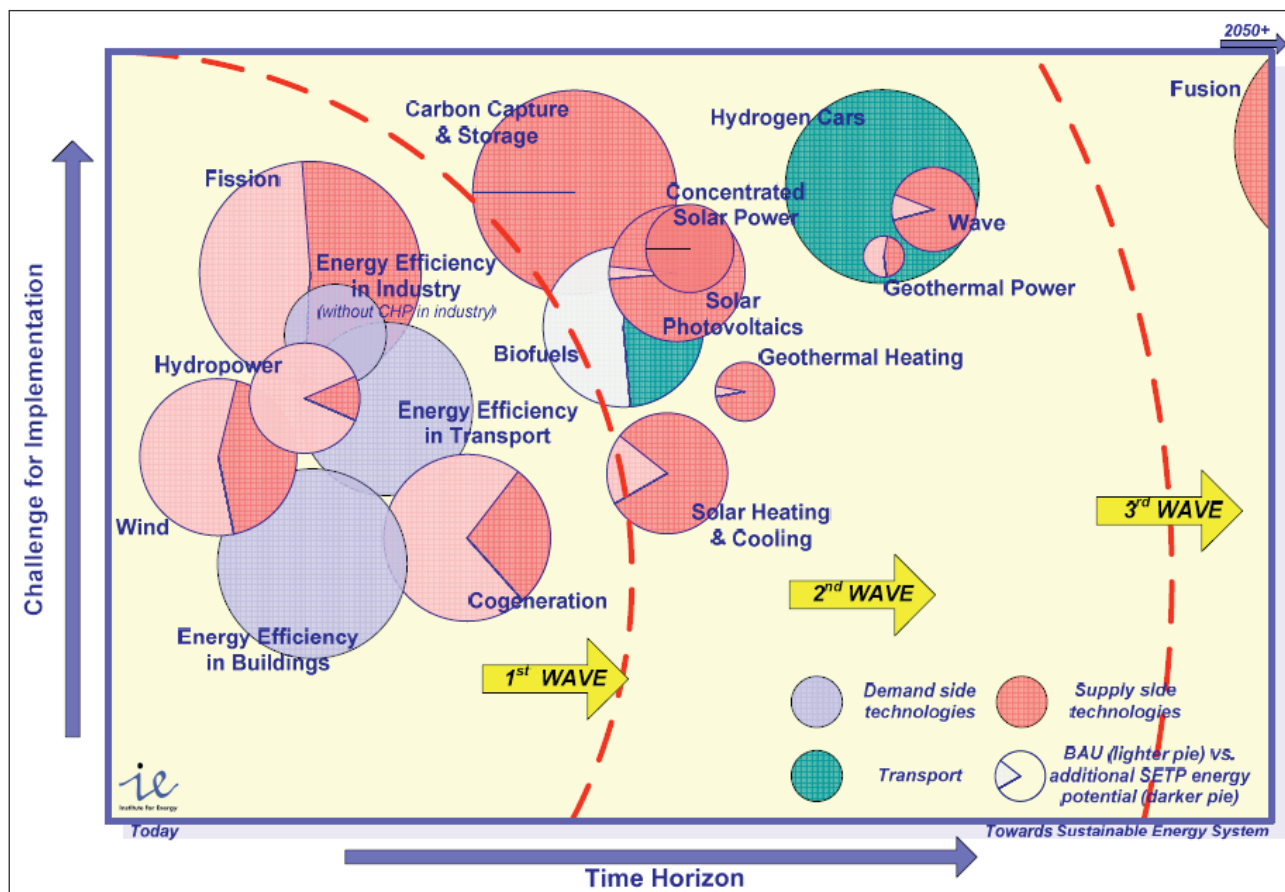 2050+
Fusion
Carbon Capture
& Storage
Hydrogen Cars
Fission
Concentrated
Solar Power
Wave
Energy Efficiency
in Industry
(without CHP in industry)
Geothermal Power
Solar
Photovoltaics
Biofuels
Geothermal Heating
Hydropower
Energy Efficiency
in Transport
Wind
Solar Heating
& Cooling
3rd WAVE
2nd WAVE
Cogeneration
Energy Efficiency
in Buildings
1st WAVE
Demand side
technologies
Supply side
technologies
Transport
BAU (lighter pie) vs.
additional SETP energy
potential (darker pie)
Challenge for Implementation
ie
Institute for Energy
Today
Towards Sustainable Energy System
Time Horizon